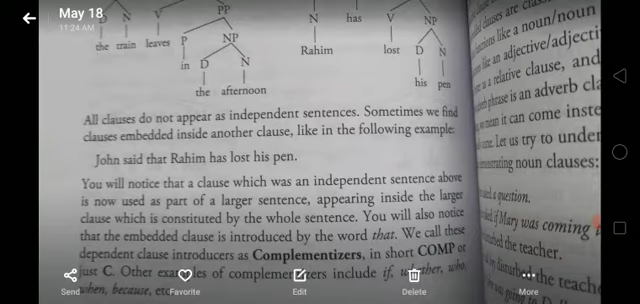 May 18
11:24 AM
D N V PP
the train leaves P NP
in D N
the afternoon
N has V NP
Rahim lost D N
his pen
All clauses do not appear as independent sentences. Sometimes we find
clauses embedded inside another clause, like in the following example:
John said that Rahim has lost his pen.
You will notice that a clause which was an independent sentence above
is now used as part of a larger sentence, appearing inside the larger
clause which is constituted by the whole sentence. You will also notice
that the embedded clause is introduced by the word that. We call these
dependent clause introducers as Complementizers, in short COMP or
just C. Other examples of complementizers include if, whether, who,
when, because, etc.
clauses are
functions like a noun/noun
like an adjective/adjecti
a relative clause, and
phrase is an adverb cla
mean it can come inste
Let us try to under
noun clauses:
a question.
if Mary was coming
the teacher.
the teache
Send
Favorite
Edit
Delete
More